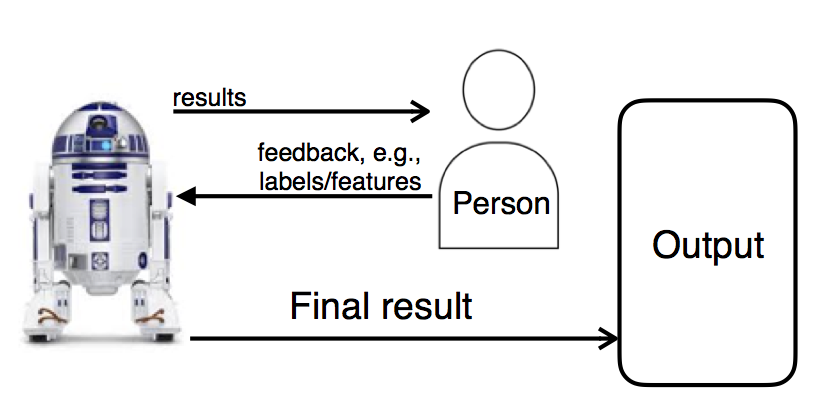 results
feedback, e.g.,
labels/features
Person
Output
Final result